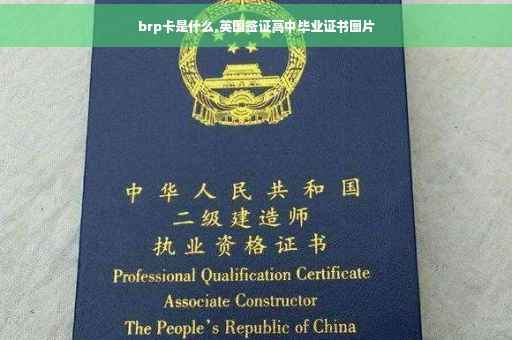 brp卡是什么,英国签证高中毕业证书图片
中华人民共和国
二级建造师
执业资格证书
Professional Qualification Certificate
Associate Constructor
The People's Republic of China